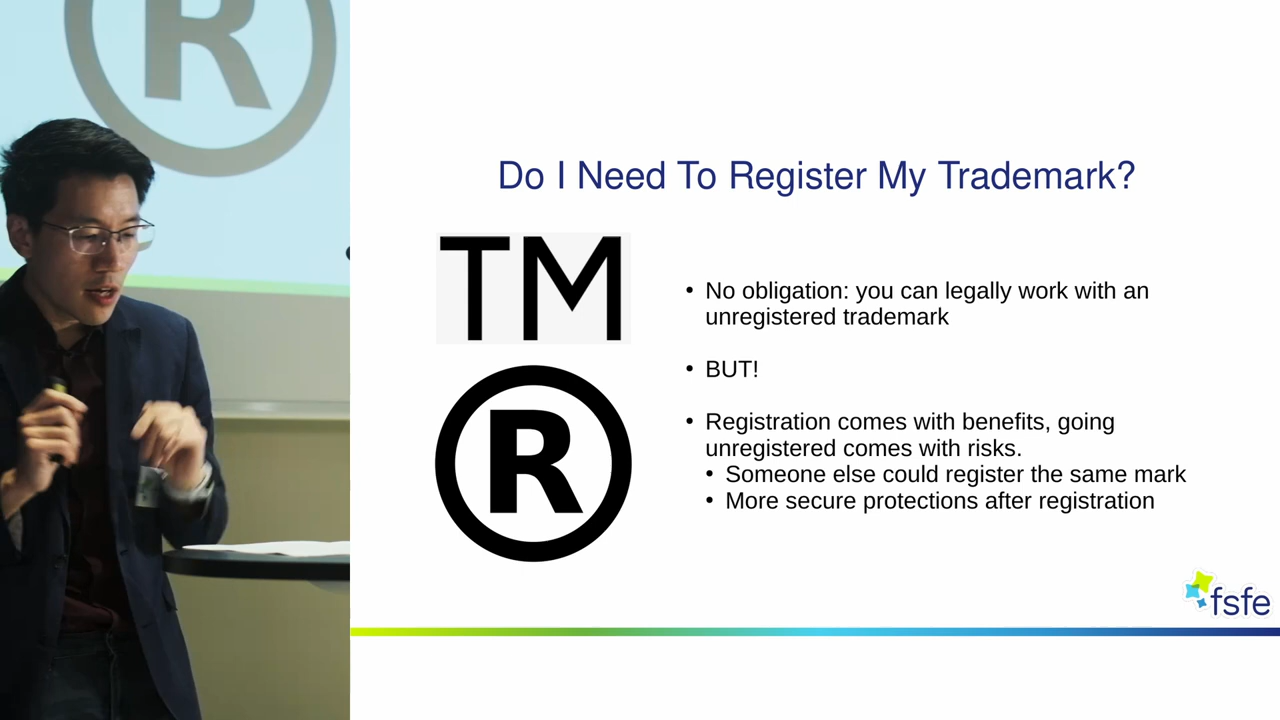 R
Do I Need To Register My Trademark?
TM
R
• No obligation: you can legally work with an
unregistered trademark
• BUT!
• Registration comes with benefits, going
unregistered comes with risks.
• Someone else could register the same mark
• More secure protections after registration
fsfe